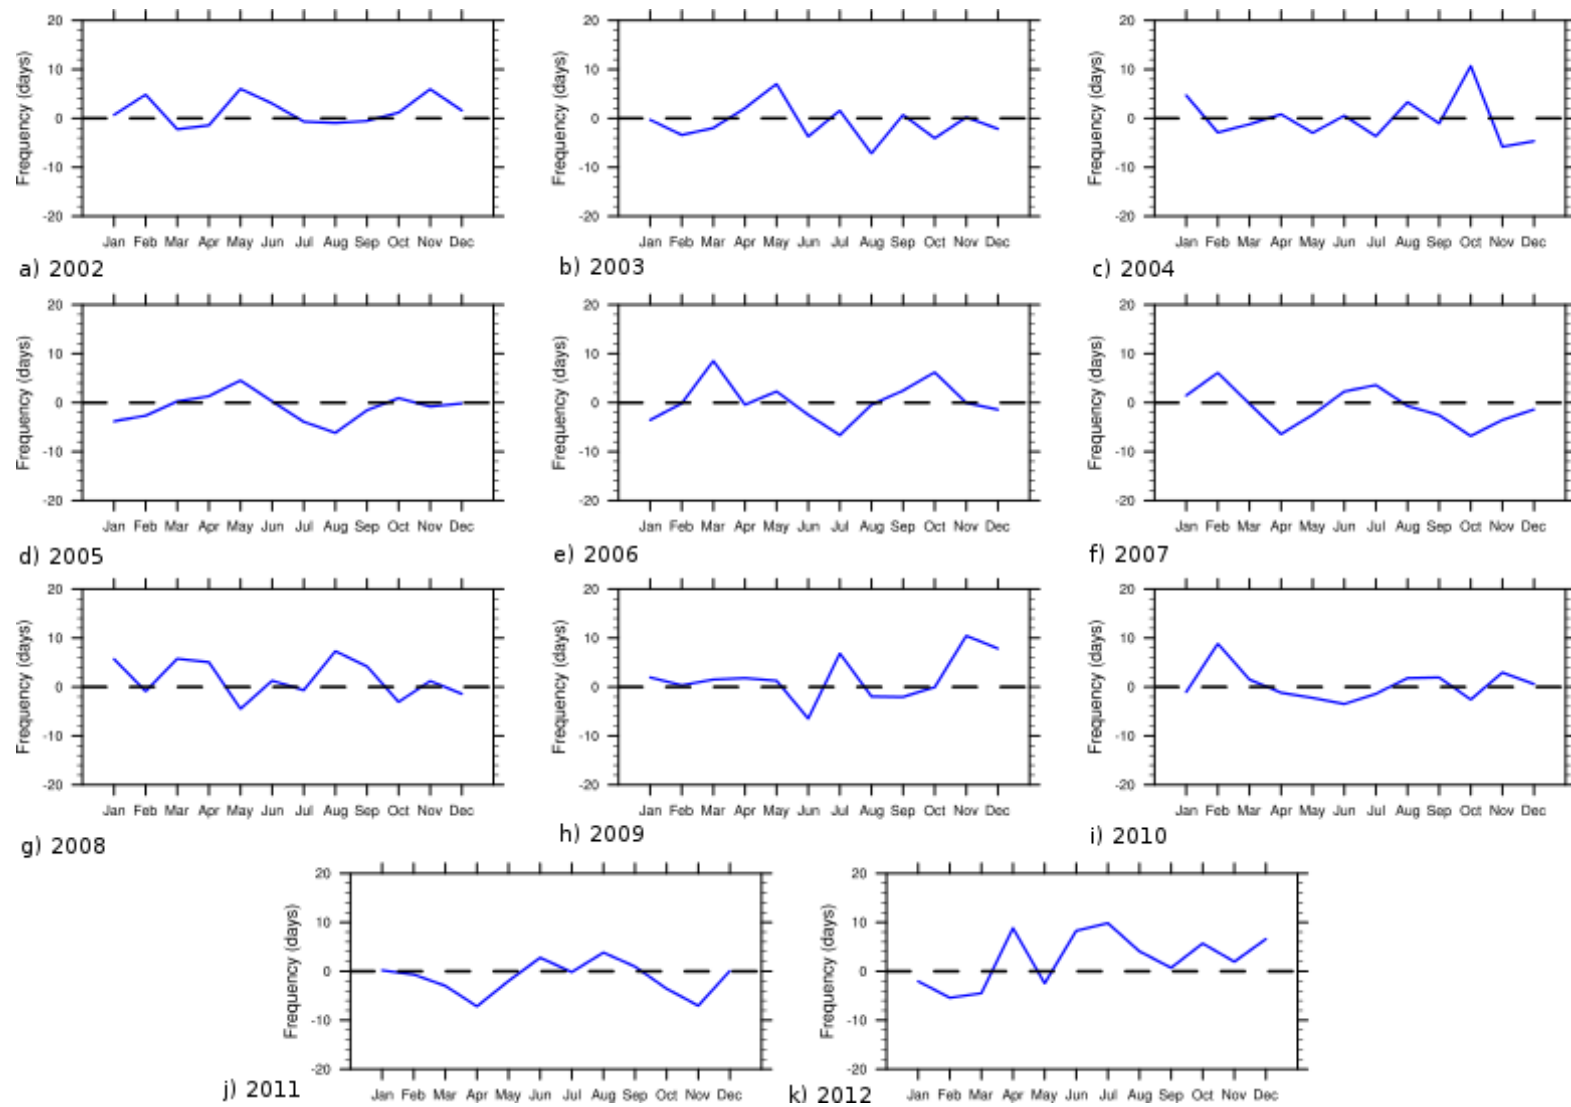 20 20 20
10 10 10
0 0 0
-10 -10 -10
-20 -20 -20
Frequency (days) Frequency (days) Frequency (days)
Jan Feb Mar Apr May Jun Jul Aug Sep Oct Nov Dec Jan Feb Mar Apr May Jun Jul Aug Sep Oct Nov Dec Jan Feb Mar Apr May Jun Jul Aug Sep Oct Nov Dec
a) 2002 b) 2003 c) 2004
20 20 20
10 10 10
0 0 0
-10 -10 -10
-20 -20 -20
Frequency (days) Frequency (days) Frequency (days)
Jan Feb Mar Apr May Jun Jul Aug Sep Oct Nov Dec Jan Feb Mar Apr May Jun Jul Aug Sep Oct Nov Dec Jan Feb Mar Apr May Jun Jul Aug Sep Oct Nov Dec
d) 2005 e) 2006 f) 2007
20 20 20
10 10 10
0 0 0
-10 -10 -10
-20 -20 -20
Frequency (days) Frequency (days) Frequency (days)
Jan Feb Mar Apr May Jun Jul Aug Sep Oct Nov Dec Jan Feb Mar Apr May Jun Jul Aug Sep Oct Nov Dec Jan Feb Mar Apr May Jun Jul Aug Sep Oct Nov Dec
g) 2008 h) 2009 i) 2010
20 20
10 10
0 0
-10 -10
-20 -20
Frequency (days) Frequency (days)
Jan Feb Mar Apr May Jun Jul Aug Sep Oct Nov Dec Jan Feb Mar Apr May Jun Jul Aug Sep Oct Nov Dec
j) 2011 k) 2012